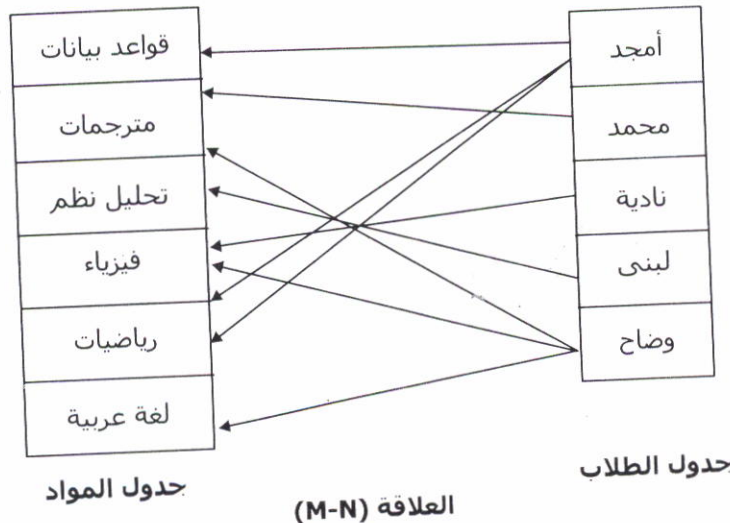 أمجد
محمد
نادية
لبنى
وضاح
جدول الطلاب
قواعد بيانات
مترجمات
تحليل نظم
فيزياء
رياضيات
لغة عربية
جدول المواد
العلاقة (M-N)